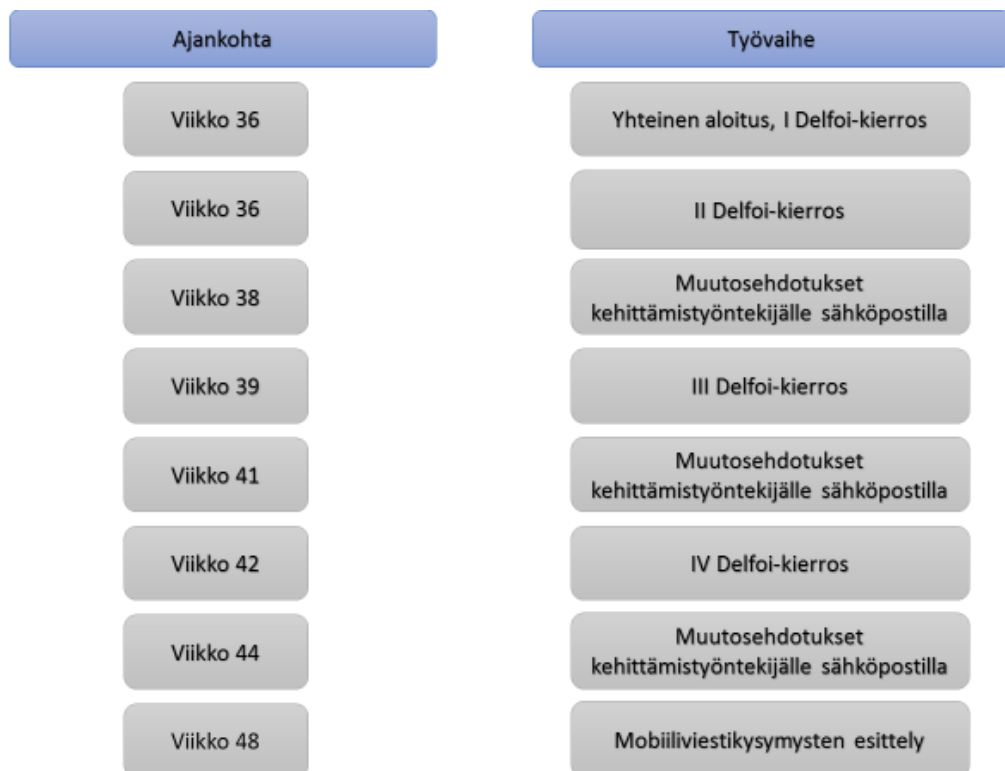 Ajankohta
Työvaihe
Viikko 36
Yhteinen aloitus, I Delfoi-kierros
Viikko 36
II Delfoi-kierros
Viikko 38
Muutosehdotukset
kehittämistyöntekijälle sähköpostilla
Viikko 39
III Delfoi-kierros
Viikko 41
Muutosehdotukset
kehittämistyöntekijälle sähköpostilla
Viikko 42
IV Delfoi-kierros
Viikko 44
Muutosehdotukset
kehittämistyöntekijälle sähköpostilla
Viikko 48
Mobiiliviestikysymysten esittely